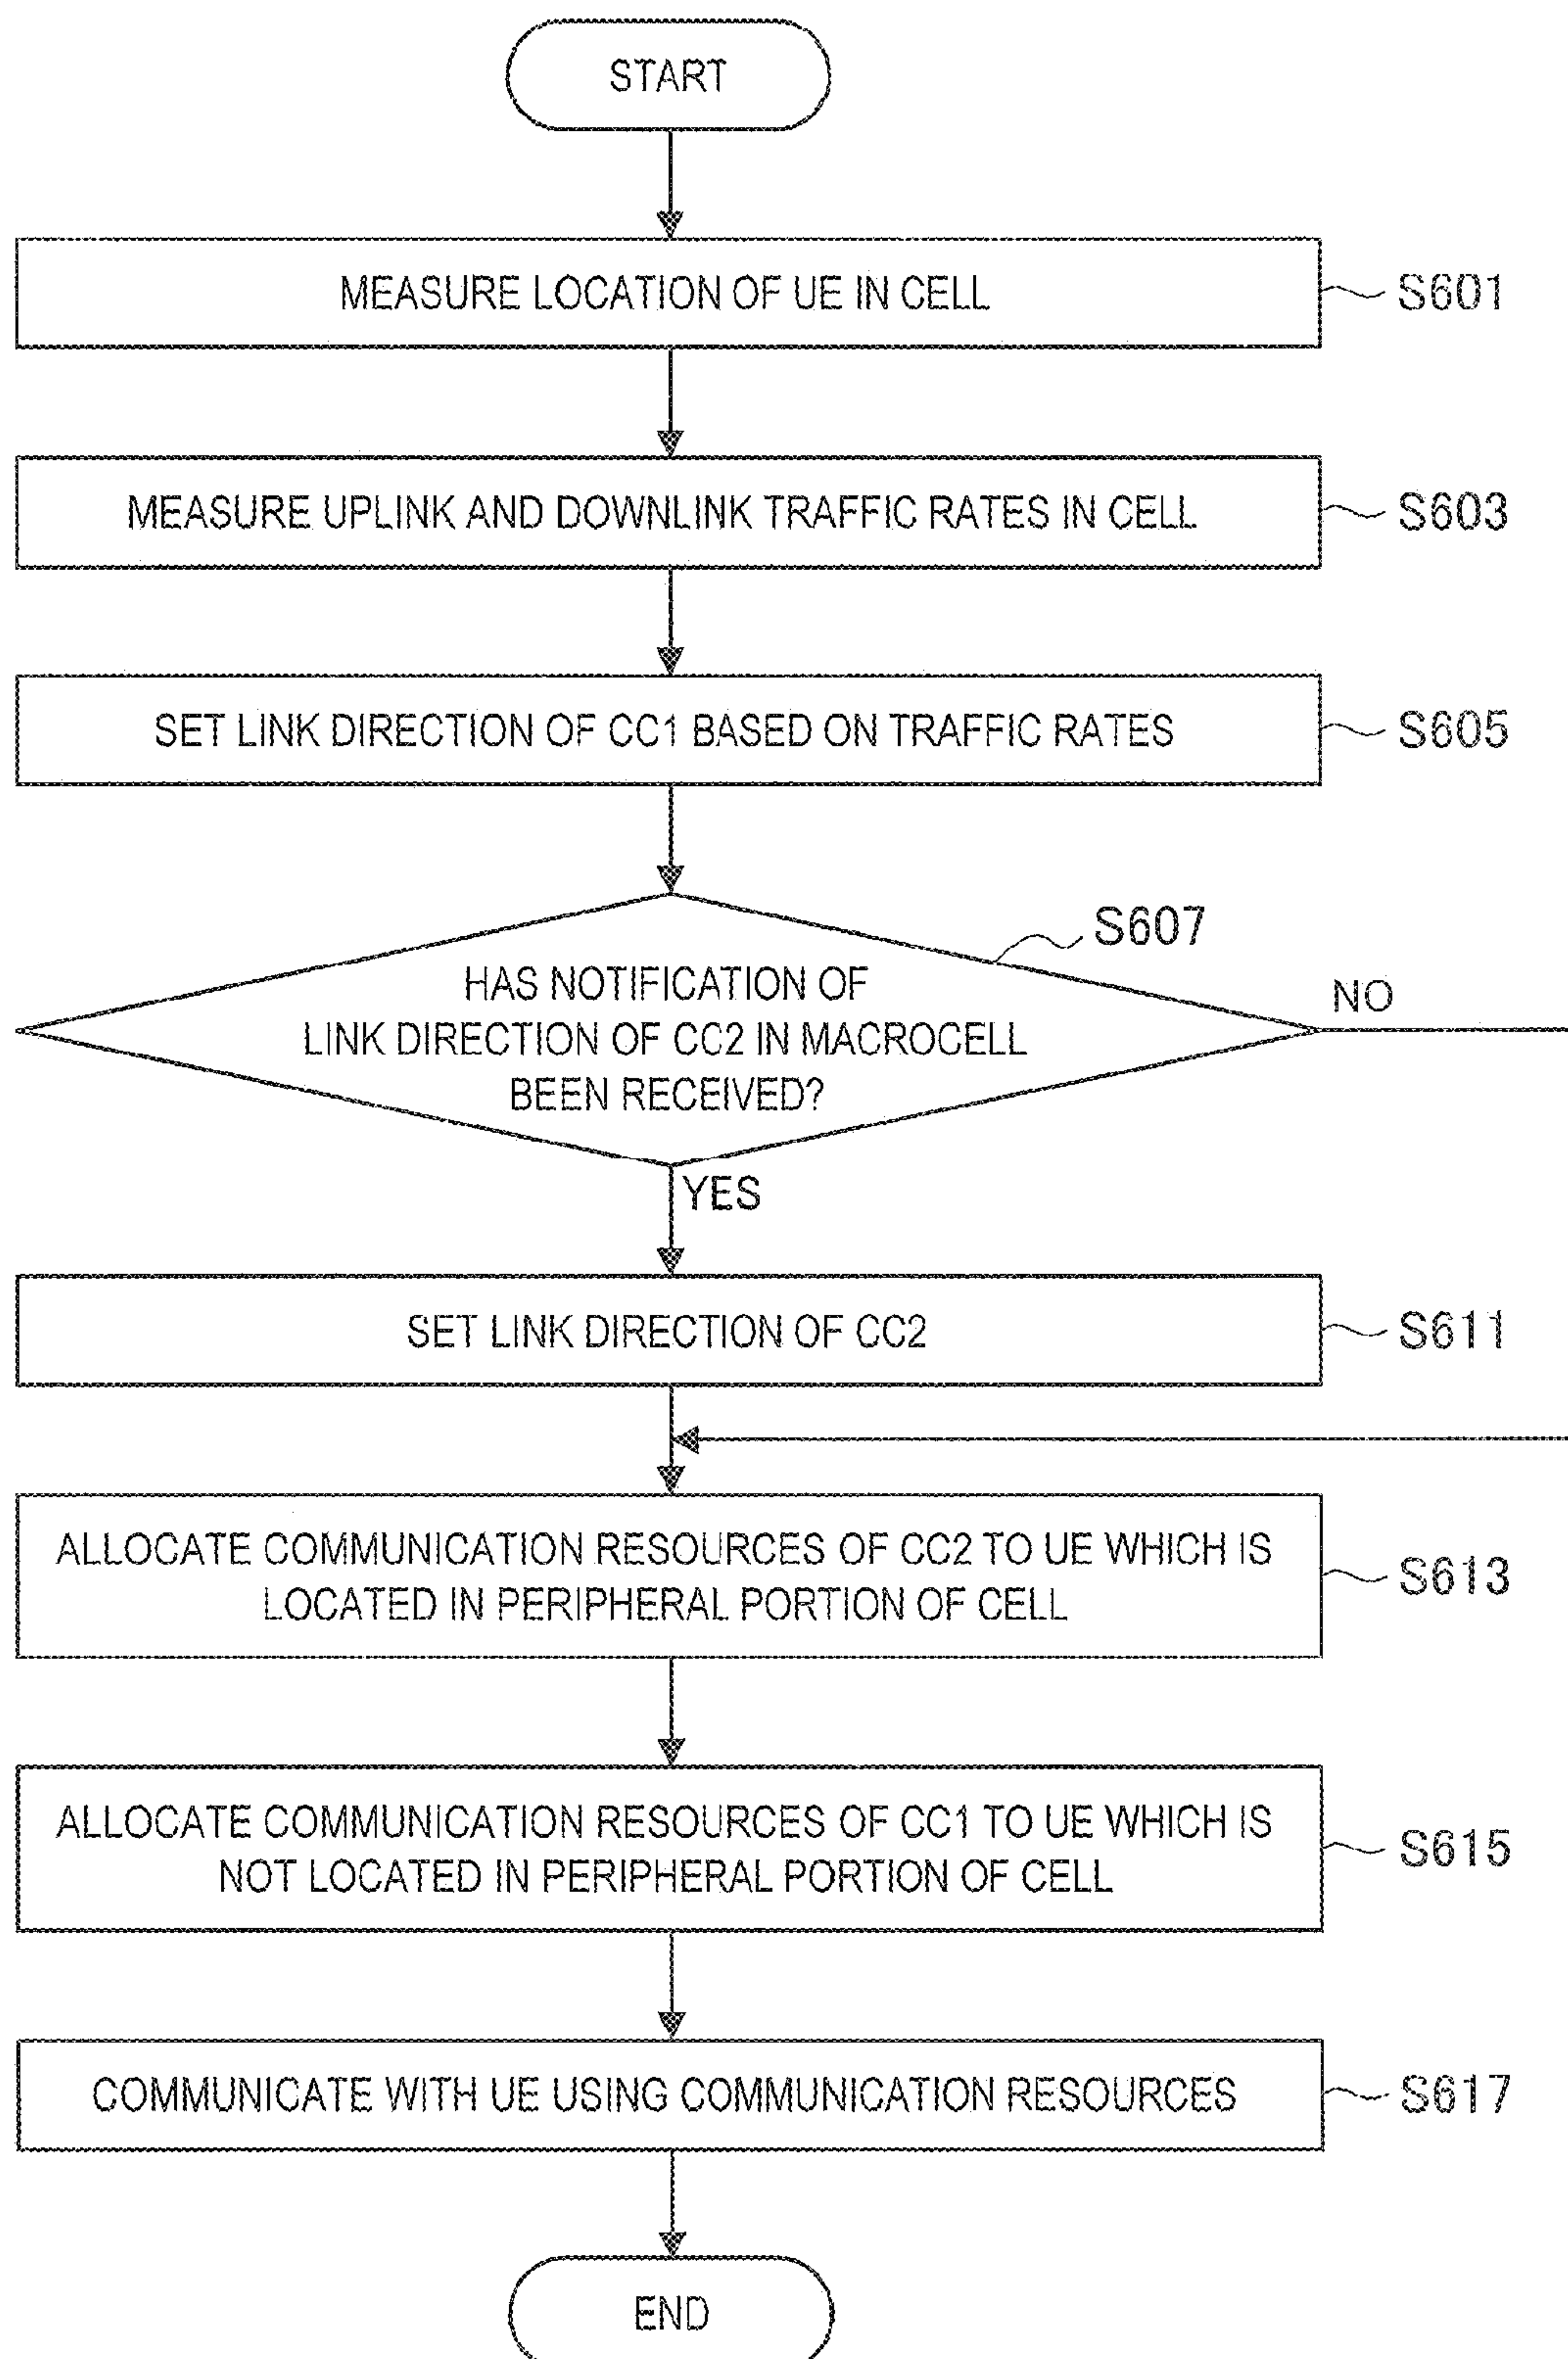 START
MEASURE LOCATION OF UE IN CELL
S601
MEASURE UPLINK AND DOWNLINK TRAFFIC RATES IN CELL
S603
SET LINK DIRECTION OF CC1 BASED ON TRAFFIC RATES
S605
S607
HAS NOTIFICATION OF
LINK DIRECTION OF CC2 IN MACROCELL
BEEN RECEIVED?
NO
YES
SET LINK DIRECTION OF CC2
S611
ALLOCATE COMMUNICATION RESOURCES OF CC2 TO UE WHICH IS
LOCATED IN PERIPHERAL PORTION OF CELL
S613
ALLOCATE COMMUNICATION RESOURCES OF CC1 TO UE WHICH IS
NOT LOCATED IN PERIPHERAL PORTION OF CELL
S615
COMMUNICATE WITH UE USING COMMUNICATION RESOURCES
S617
END